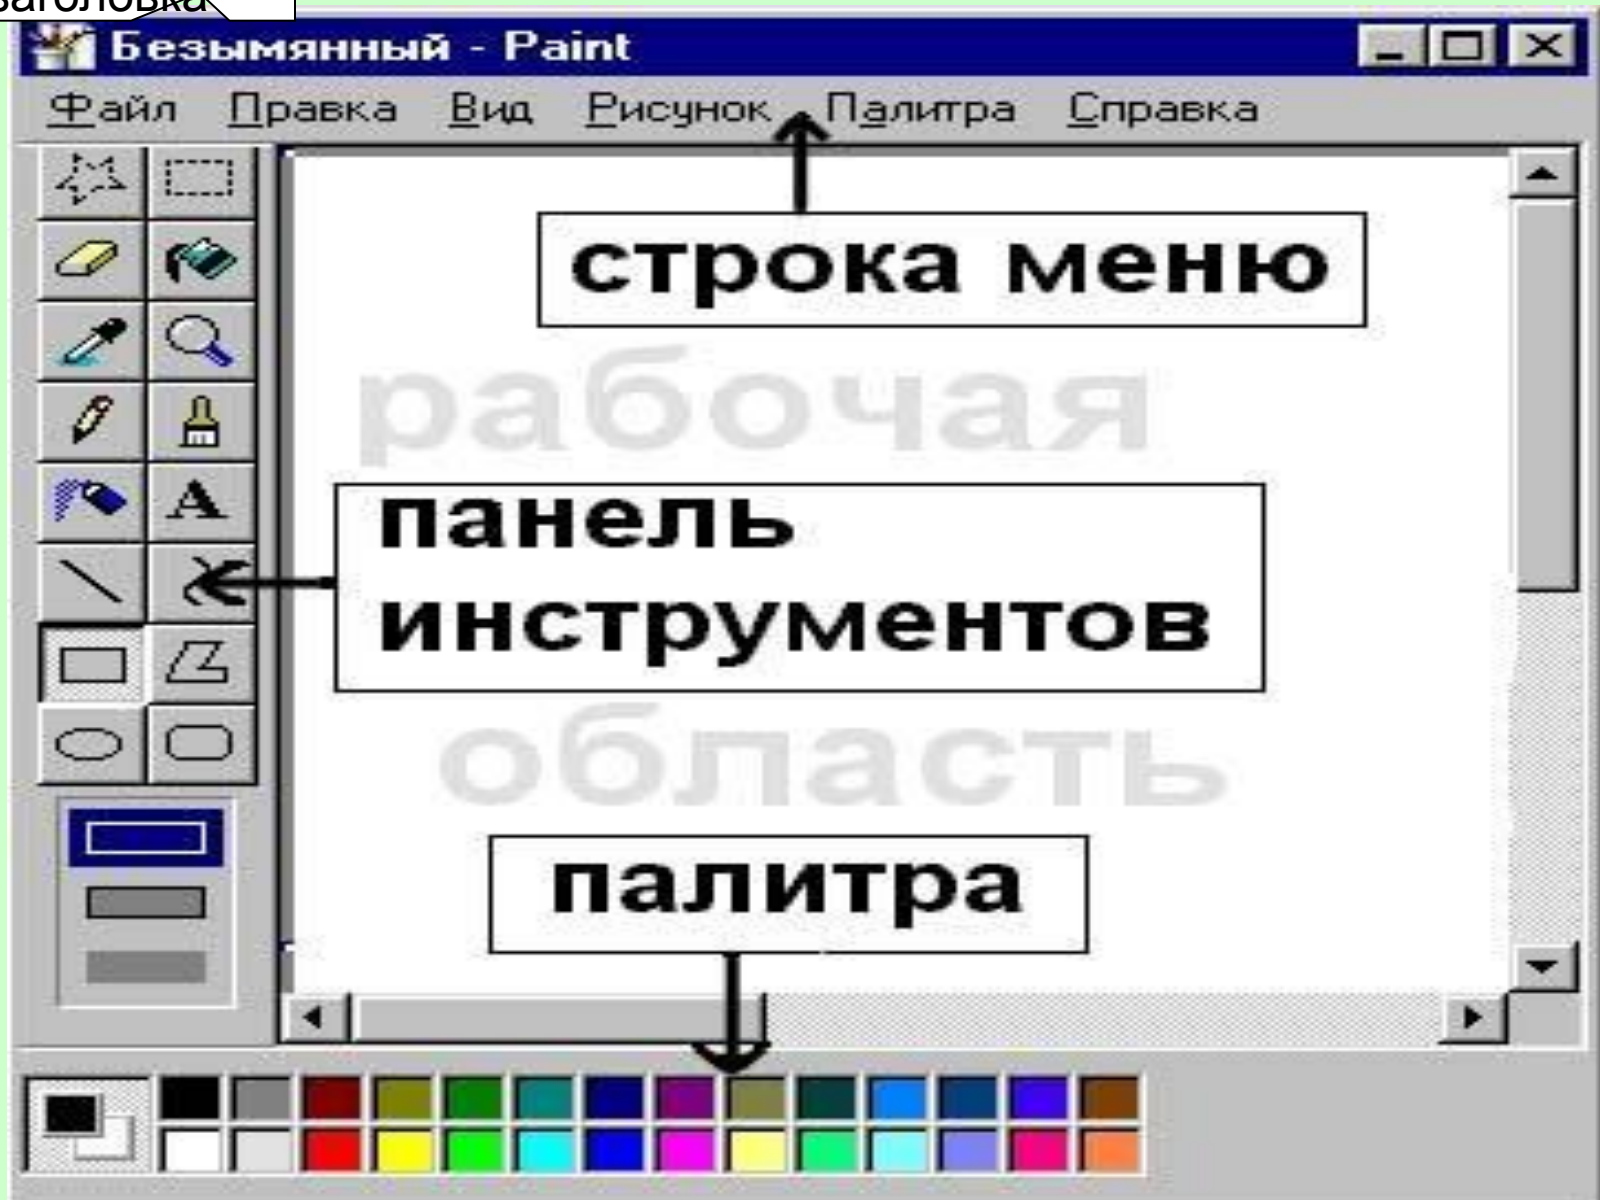 заголовка
Безымянный - Paint
Файл Правка Вид Рисунок Палитра Справка
строка меню
рабочая
A
панель
инструментов
область
палитра